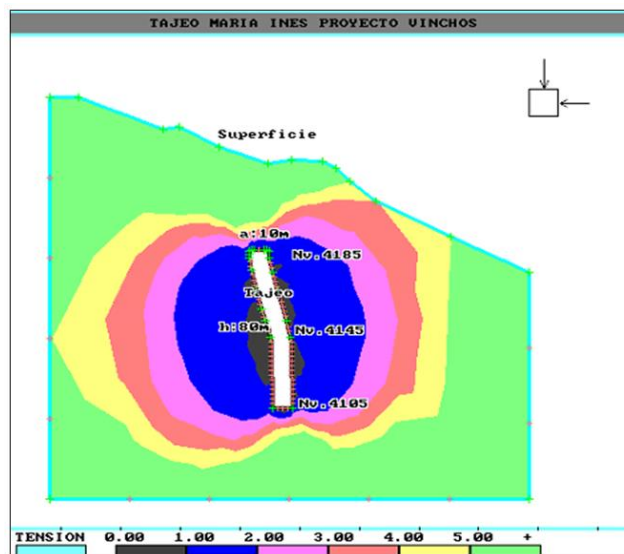 TAJEO MARIA INES PROYECTO VINCHOS
Superficie
a:10m
Nv.4185
Tajeo
h:80m
Nv.4145
Nv.4105
TENSION 0.00 1.00 2.00 3.00 4.00 5.00 +